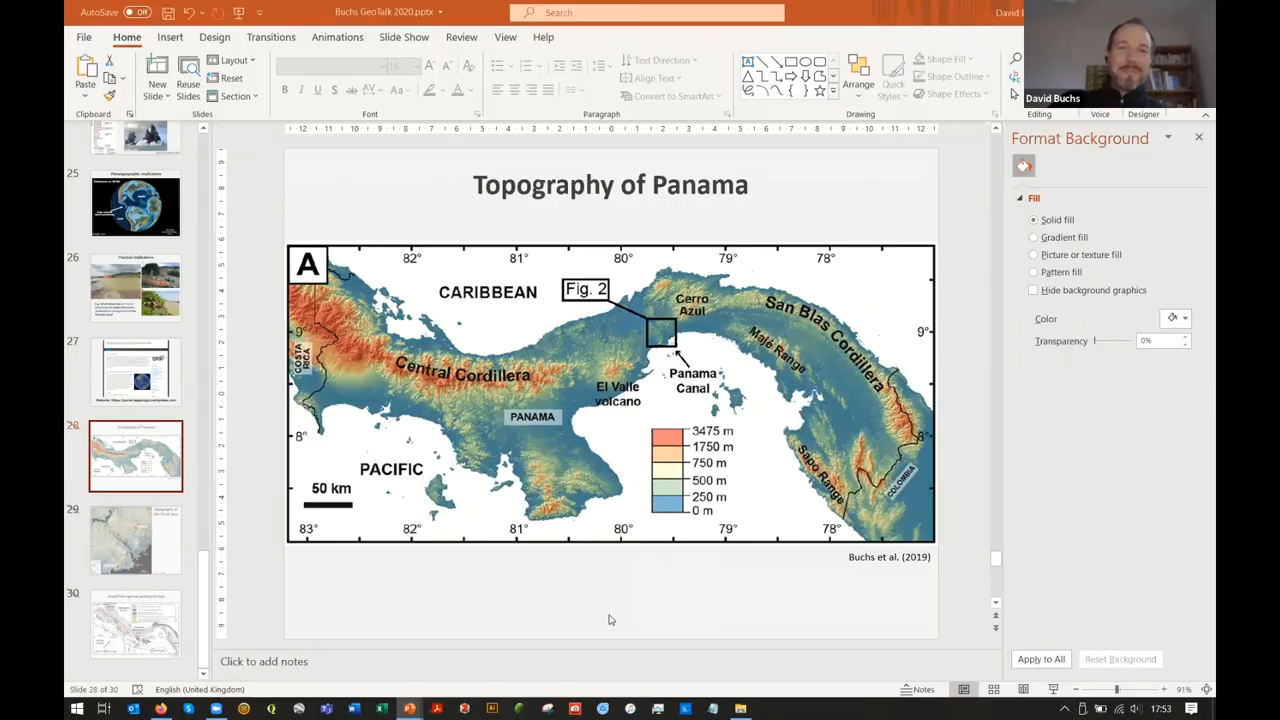 AutoSave Off
Buchs GeoTalk 2020.pptx
Search
David B
File Home Insert Design Transitions Animations Slide Show Review View Help
Paste
New Slide
Reuse Slides
Layout
Reset
Section
16
Text Direction
Align Text
Convert to SmartArt
Arrange
Quick Styles
Shape Fill
Shape Outline
Shape Effects
David Buchs
Clipboard Slides Font Paragraph Drawing Editing Voice Designer
25
26
27
28
29
30
Topography of Panama
A
82° 81° 80° 79° 78°
CARIBBEAN
Fig. 2
Cerro Azul
San Blas Cordillera
9°
9°
COSTA RICA
Central Cordillera
Majé Range
Panama Canal
El Valle volcano
PANAMA
8°
8°
PACIFIC
3475 m
1750 m
750 m
500 m
250 m
0 m
Sapo Range
COLOMBIA
50 km
83° 82° 81° 80° 79° 78°
Buchs et al. (2019)
Format Background
Fill
Solid fill
Gradient fill
Picture or texture fill
Pattern fill
Hide background graphics
Color
Transparency 0%
Apply to All
Reset Background
Click to add notes
Slide 28 of 30
English (United Kingdom)
Notes
91%
17:53